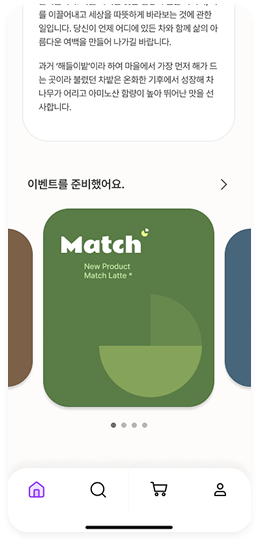 를 이끌어내고 세상을 따뜻하게 바라보는 것에 관한
일입니다. 당신이 언제 어디에 있든 차와 함께 삶의 아
름다운 여백을 만들어 나가길 바랍니다.
과거 '해들이밭'이라 하여 마을에서 가장 먼저 해가 드
는 곳이라 불렸던 차밭은 온화한 기후에서 성장해 차
나무가 어리고 아미노산 함량이 높아 뛰어난 맛을 선
사합니다.
이벤트를 준비했어요.
Match
New Product
Match Latte *